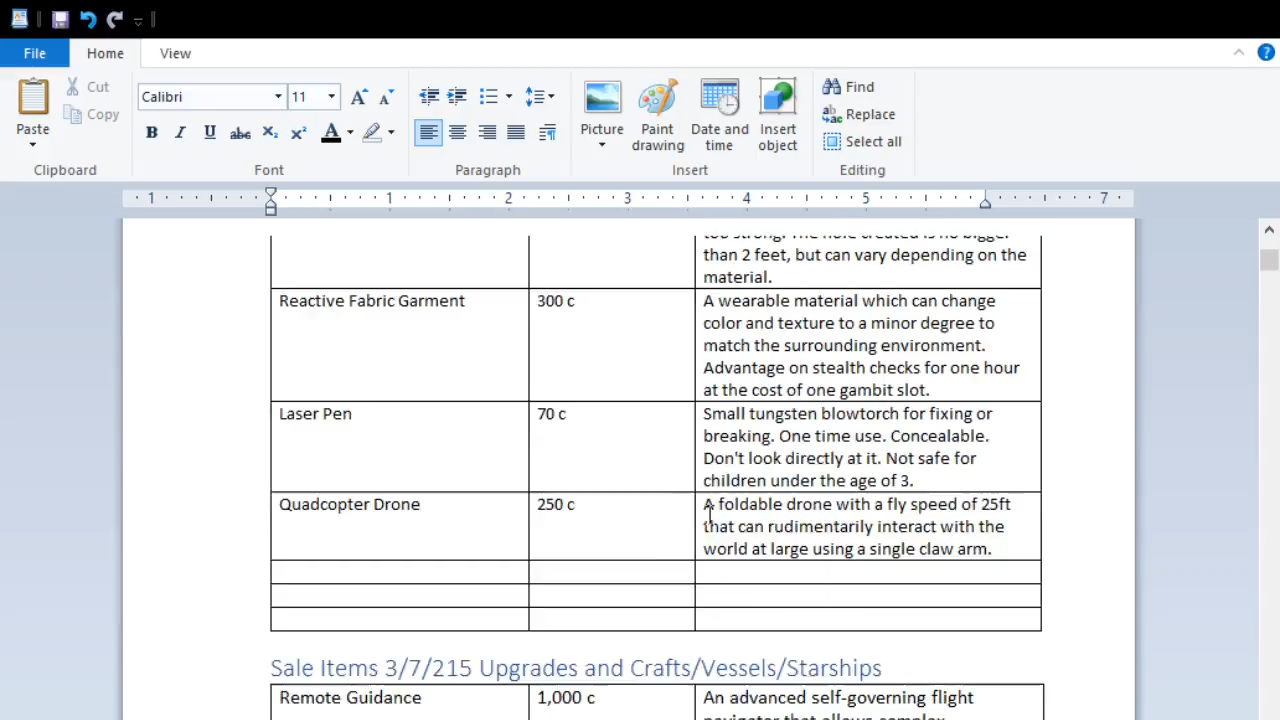 File Home View
Paste
Cut
Copy
Clipboard
Calibri 11
B I U abc X₂ X² A
Font
Paragraph
Picture
Paint drawing
Date and time
Insert object
Insert
Find
Replace
Select all
Editing
1 1 2 3 4 5 7
than 2 feet, but can vary depending on the
material.
Reactive Fabric Garment 300 c A wearable material which can change
color and texture to a minor degree to
match the surrounding environment.
Advantage on stealth checks for one hour
at the cost of one gambit slot.
Laser Pen 70 c Small tungsten blowtorch for fixing or
breaking. One time use. Concealable.
Don't look directly at it. Not safe for
children under the age of 3.
Quadcopter Drone 250 c A foldable drone with a fly speed of 25ft
that can rudimentarily interact with the
world at large using a single claw arm.
Sale Items 3/7/215 Upgrades and Crafts/Vessels/Starships
Remote Guidance 1,000 c An advanced self-governing flight